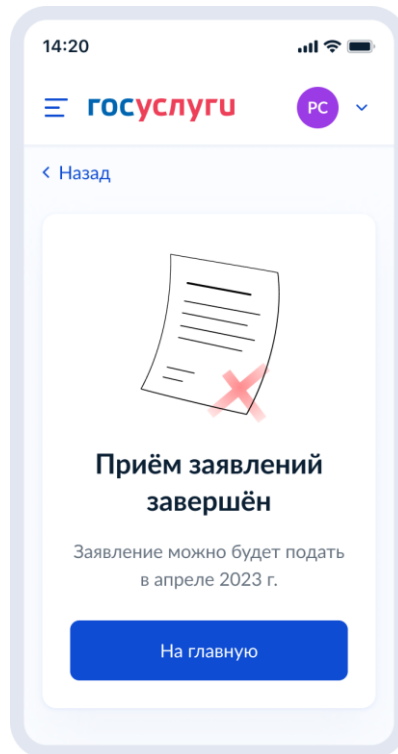 14:20
госуслуги
РС
Назад
Приём заявлений
завершён
Заявление можно будет подать
в апреле 2023 г.
На главную